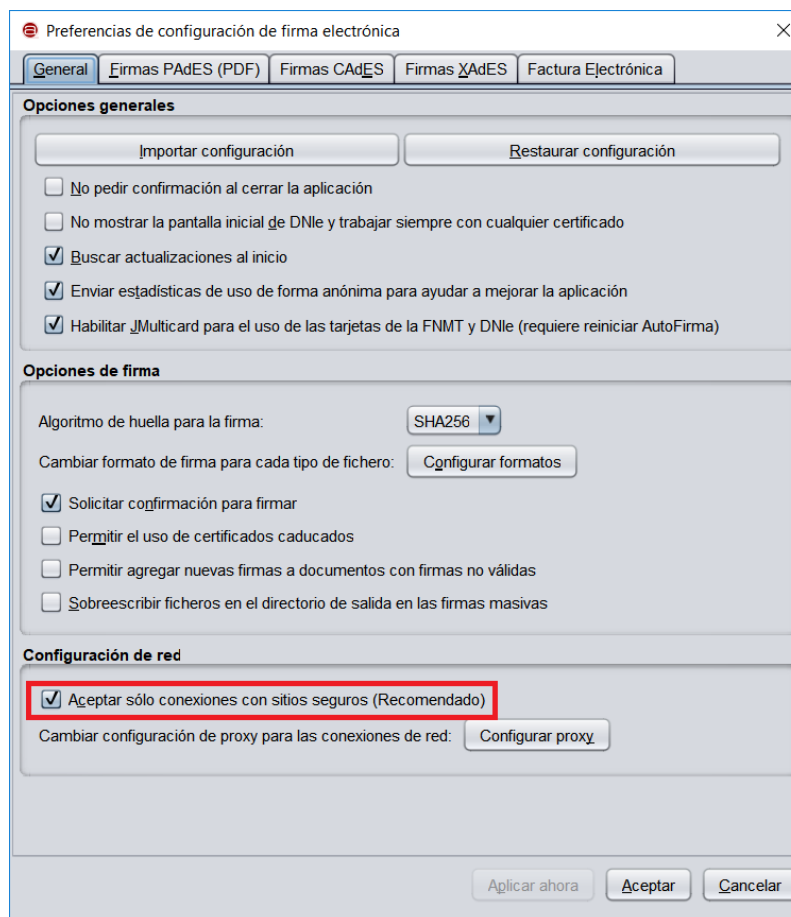 Preferencias de configuración de firma electrónica
General Firmas PAdES (PDF) Firmas CAdES Firmas XAdES Factura Electrónica
Opciones generales
Importar configuración Restaurar configuración
No pedir confirmación al cerrar la aplicación
No mostrar la pantalla inicial de DNIe y trabajar siempre con cualquier certificado
Buscar actualizaciones al inicio
Enviar estadísticas de uso de forma anónima para ayudar a mejorar la aplicación
Habilitar JMulticard para el uso de las tarjetas de la FNMT y DNIe (requiere reiniciar AutoFirma)
Opciones de firma
Algoritmo de huella para la firma: SHA256
Cambiar formato de firma para cada tipo de fichero: Configurar formatos
Solicitar confirmación para firmar
Permitir el uso de certificados caducados
Permitir agregar nuevas firmas a documentos con firmas no válidas
Sobreescribir ficheros en el directorio de salida en las firmas masivas
Configuración de red
Aceptar sólo conexiones con sitios seguros (Recomendado)
Cambiar configuración de proxy para las conexiones de red: Configurar proxy
Aplicar ahora Aceptar Cancelar